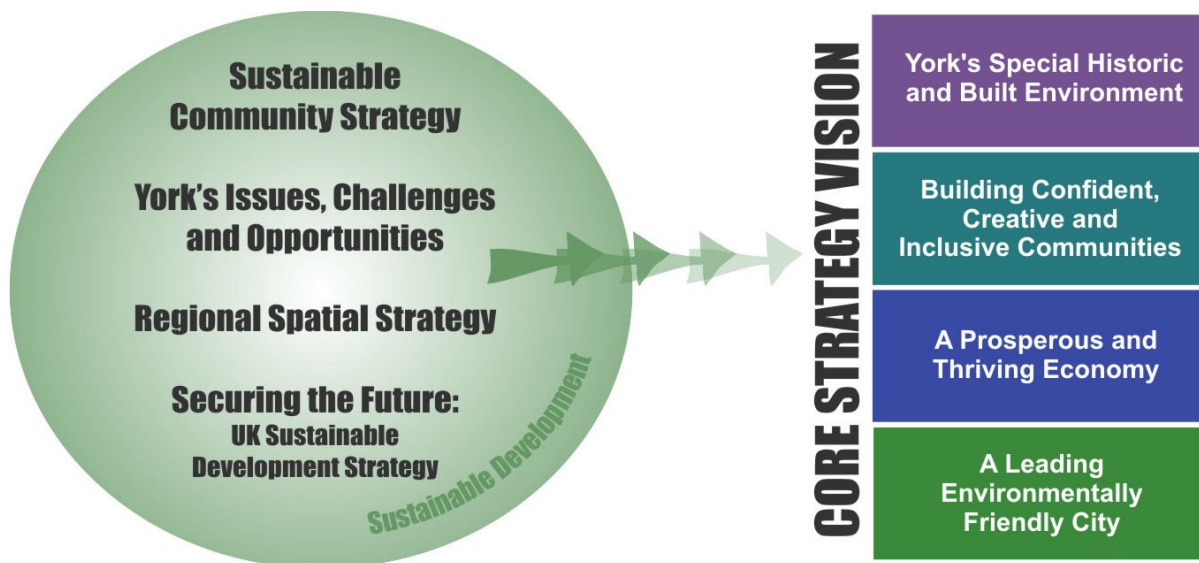 Sustainable
Community Strategy
York’s Issues, Challenges
and Opportunities
Regional Spatial Strategy
Securing the Future:
UK Sustainable
Development Strategy
Sustainable Development
CORE STRATEGY VISION
York's Special Historic
and Built Environment
Building Confident,
Creative and
Inclusive Communities
A Prosperous and
Thriving Economy
A Leading
Environmentally
Friendly City